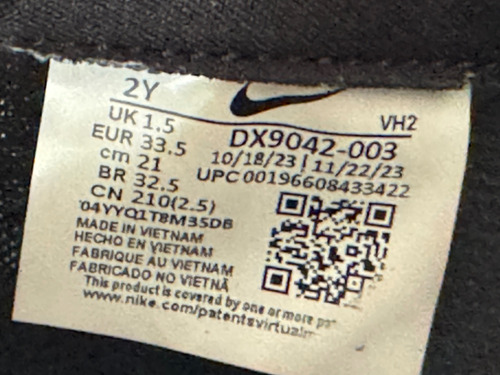 2Y
VH2
UK 1.5
EUR 33.5
cm 21
BR 32.5
CN 210(2.5)
DX9042-003
10/18/23 | 11/22/23
UPC 00196608433422
04YYQ1T8M35DB
MADE IN VIETNAM
HECHO EN VIETNAM
FABRIQUE AU VIETNAM
FABRICADO NO VIETNÃ
This product is covered by one or more
www.nike.com/patentsvirtualm